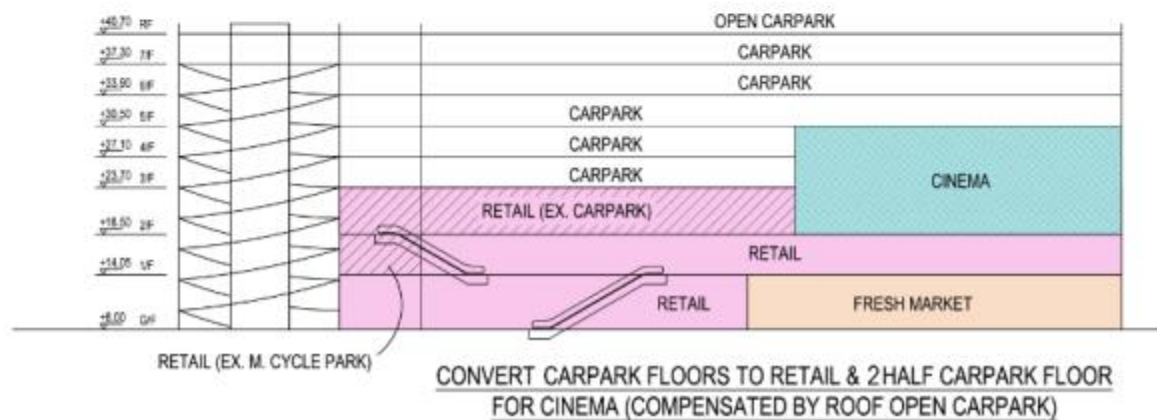 +40,70 RF
OPEN CARPARK
+37,30 7/F
CARPARK
+33,90 6/F
CARPARK
+30,50 5/F
CARPARK
+27,10 4/F
CARPARK
+23,70 3/F
CARPARK
CINEMA
RETAIL (EX. CARPARK)
+18,50 2/F
RETAIL
+14,05 1/F
RETAIL
FRESH MARKET
+8,00 G/F
RETAIL (EX. M. CYCLE PARK)
CONVERT CARPARK FLOORS TO RETAIL & 2 HALF CARPARK FLOOR
FOR CINEMA (COMPENSATED BY ROOF OPEN CARPARK)